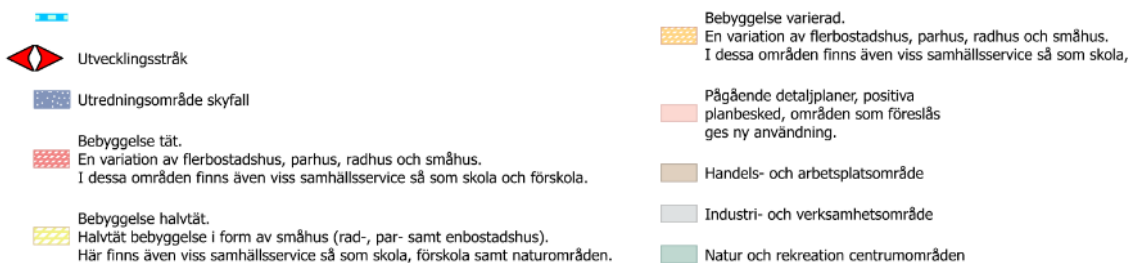 Utvecklingsstråk
Utredningsområde skyfall
Bebyggelse tät.
En variation av flerbostadshus, parhus, radhus och småhus.
I dessa områden finns även viss samhällsservice så som skola och förskola.
Bebyggelse halvtät.
Halvtät bebyggelse i form av småhus (rad-, par- samt enbostadshus).
Här finns även viss samhällsservice så som skola, förskola samt naturområden.
Bebyggelse varierad.
En variation av flerbostadshus, parhus, radhus och småhus.
I dessa områden finns även viss samhällsservice så som skola,
Pågående detaljplaner, positiva
planbesked, områden som föreslås
ges ny användning.
Handels- och arbetsplatsområde
Industri- och verksamhetsområde
Natur och rekreation centrumområden